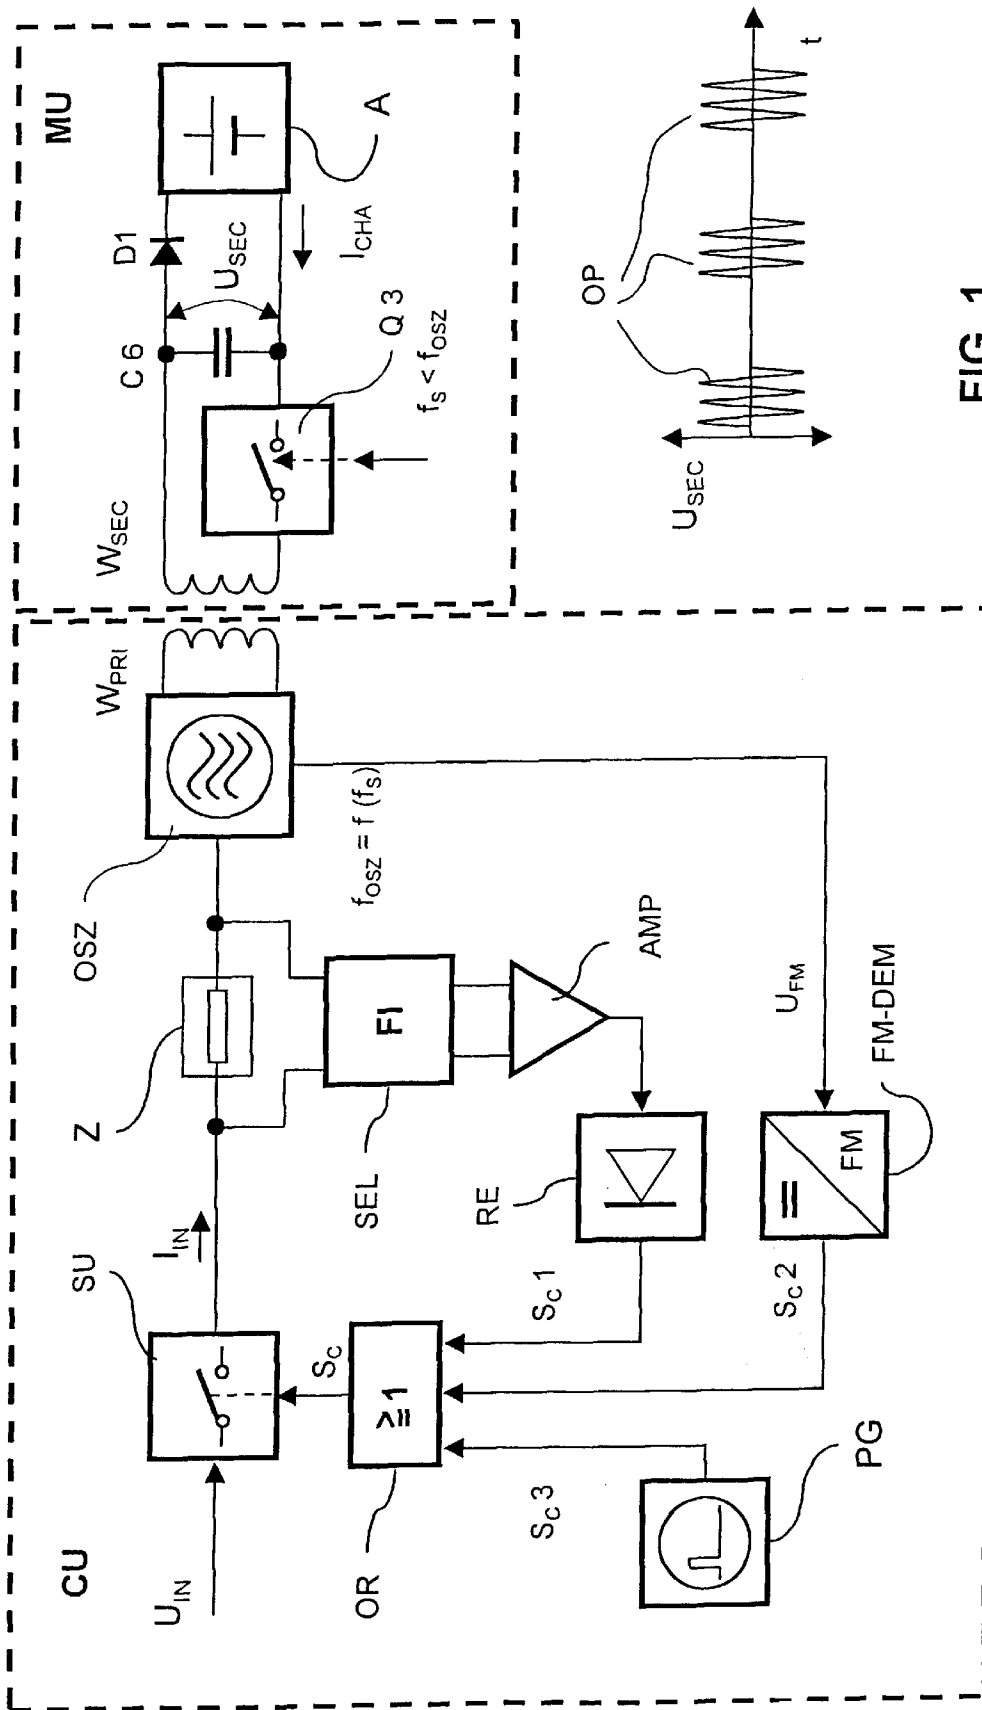 CU
U_IN
SU
I_IN
Z
OSZ
W_PRI
f_OSZ = f (f_S)
S_C
≥1
OR
FI
SEL
AMP
RE
S_C 1
S_C 2
S_C 3
PG
U_FM
FM
FM-DEM
MU
W_SEC
C 6
D1
U_SEC
I_CHA
A
Q 3
f_S < f_OSZ
U_SEC
OP
t
FIG. 1